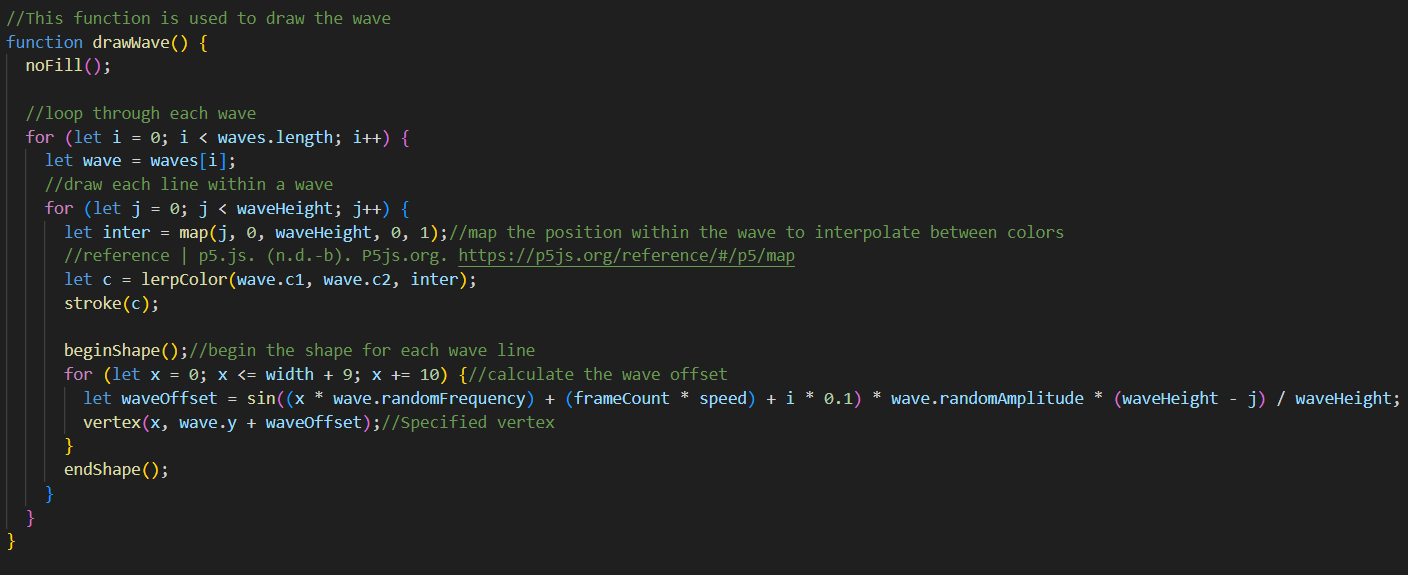 //This function is used to draw the wave
function drawWave() {
noFill();
//loop through each wave
for (let i = 0; i < waves.length; i++) {
let wave = waves[i];
//draw each line within a wave
for (let j = 0; j < waveHeight; j++) {
let inter = map(j, 0, waveHeight, 0, 1);//map the position within the wave to interpolate between colors
//reference | p5.js. (n.d.-b). P5js.org. https://p5js.org/reference/#/p5/map
let c = lerpColor(wave.c1, wave.c2, inter);
stroke(c);
beginShape();//begin the shape for each wave line
for (let x = 0; x <= width + 9; x += 10) {//calculate the wave offset
let waveOffset = sin((x * wave.randomFrequency) + (frameCount * speed) + i * 0.1) * wave.randomAmplitude * (waveHeight - j) / waveHeight;
vertex(x, wave.y + waveOffset);//Specified vertex
}
endShape();
}
}
}